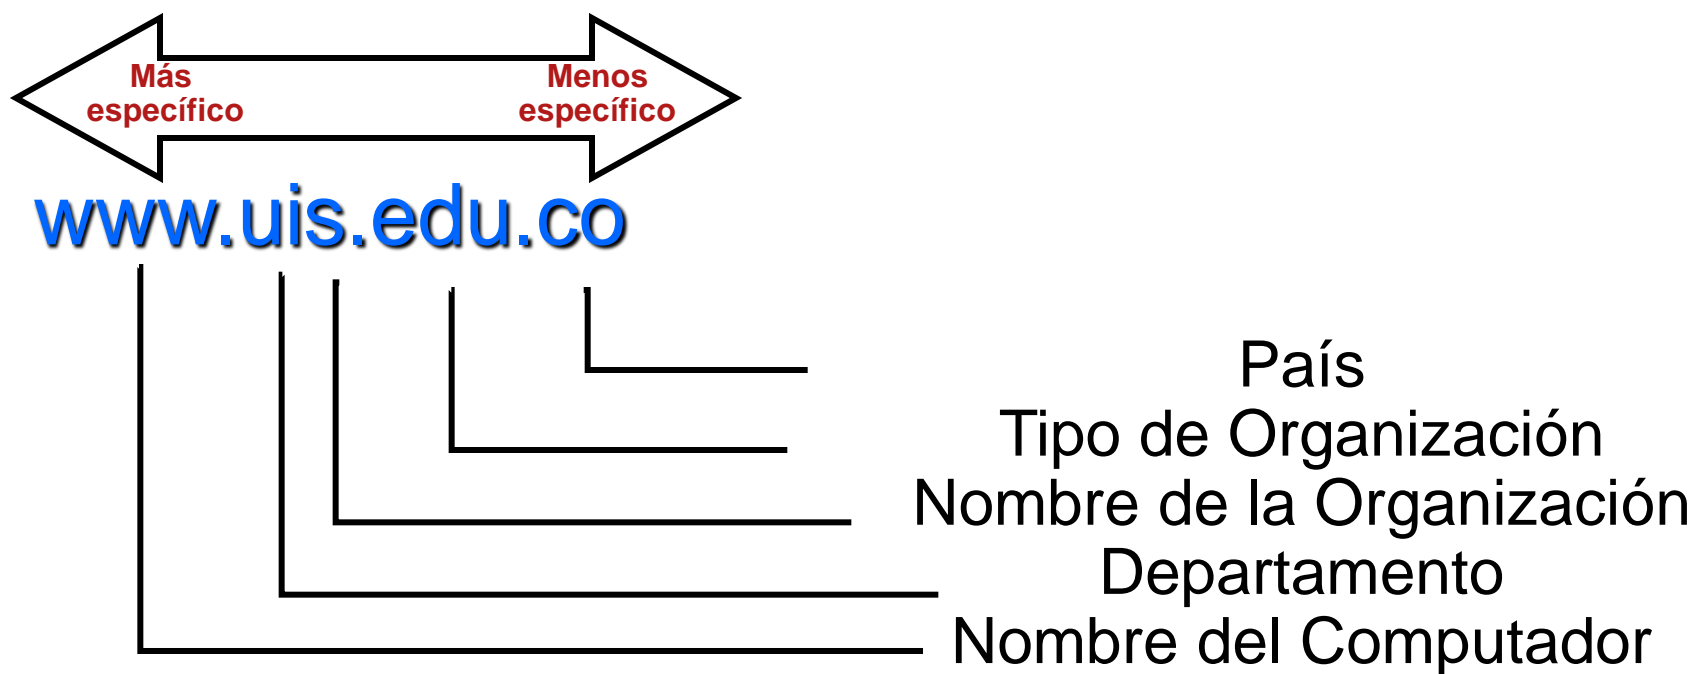 Más
específico
Menos
específico
www.uis.edu.co
País
Tipo de Organización
Nombre de la Organización
Departamento
Nombre del Computador